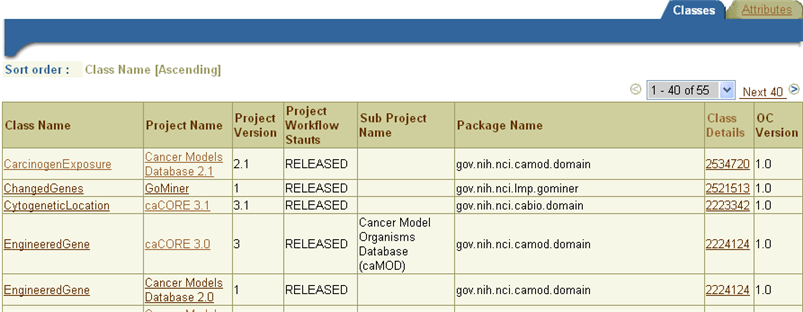 Classes Attributes
Sort order : Class Name [Ascending]
1 - 40 of 55 Next 40
Class Name Project Name Project Version Project Workflow Stauts Sub Project Name Package Name Class Details OC Version
CarcinogenExposure Cancer Models Database 2.1 2.1 RELEASED gov.nih.nci.camod.domain 2534720 1.0
ChangedGenes GoMiner 1 RELEASED gov.nih.nci.lmp.gominer 2521513 1.0
CytogeneticLocation caCORE 3.1 3.1 RELEASED gov.nih.nci.cabio.domain 2223342 1.0
EngineeredGene caCORE 3.0 3 RELEASED Cancer Model Organisms Database (caMOD) gov.nih.nci.camod.domain 2224124 1.0
EngineeredGene Cancer Models Database 2.0 1 RELEASED gov.nih.nci.camod.domain 2224124 1.0